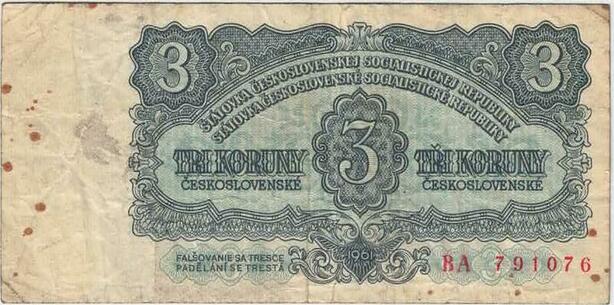 3 3
ŠTÁTOVKA ČESKOSLOVENSKEJ SOCIALISTICKEJ REPUBLIKY
STÁTOVKA ČESKOSLOVENSKÉ SOCIALISTICKÉ REPUBLIKY
3
TRI KORUNY TŘI KORUNY
ČESKOSLOVENSKÉ ČESKOSLOVENSKÉ
FALŠOVANIE SA TRESCE
PADĚLÁNÍ SE TRESTÁ
1961
BA 791076